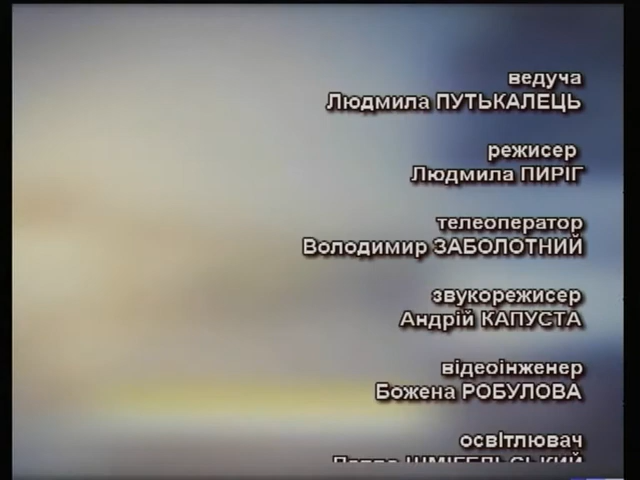 ведуча
Людмила ПУТЬКАЛЕЦЬ
режисер
Людмила ПИРІГ
телеоператор
Володимир ЗАБОЛОТНИЙ
звукорежисер
Андрій КАПУСТА
відеоінженер
Божена РОБУЛОВА
освітлювач